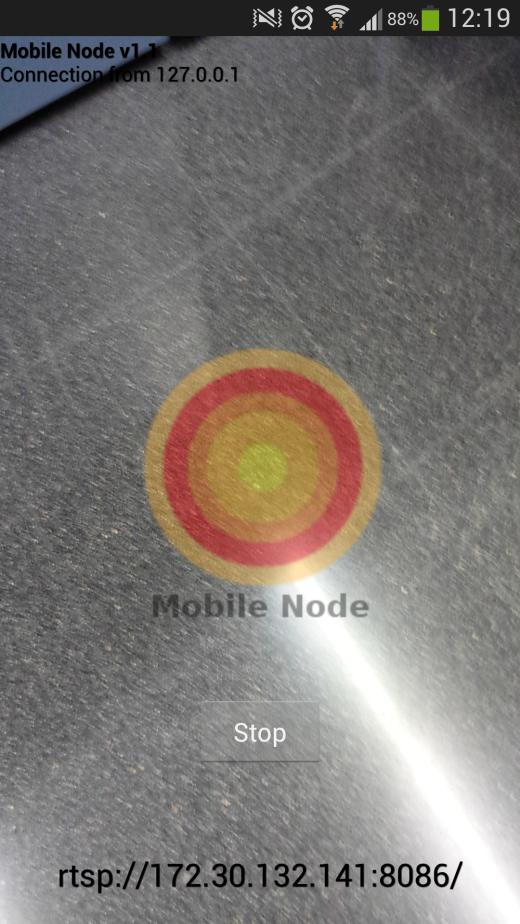 88% 12:19
Mobile Node v1.1
Connection from 127.0.0.1
Mobile Node
Stop
rtsp://172.30.132.141:8086/